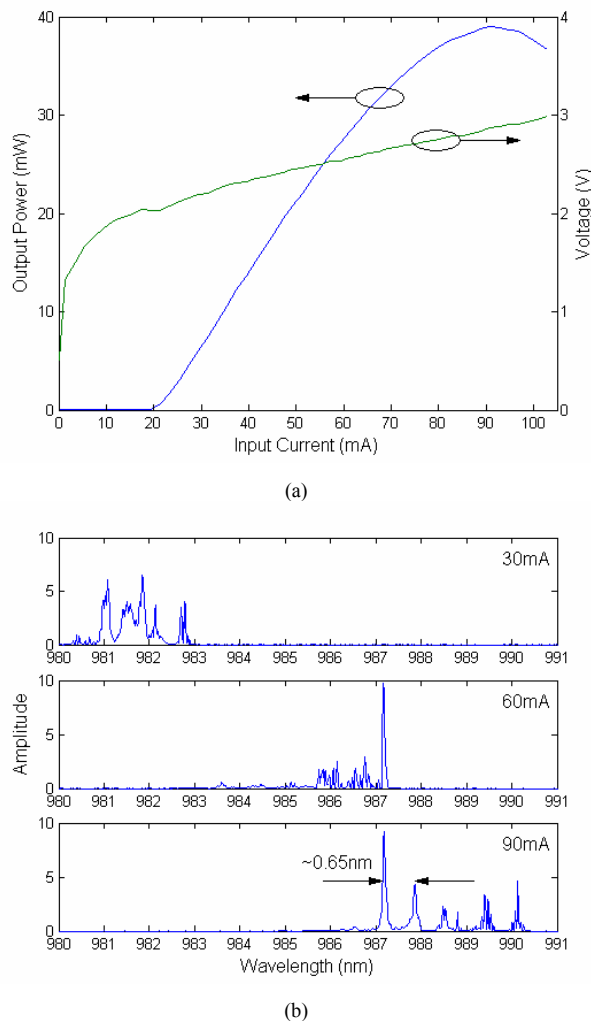 40
30
20
10
0
Output Power (mW)
4
3
2
1
0
Voltage (V)
0 10 20 30 40 50 60 70 80 90 100
Input Current (mA)
(a)
10
5
0
30mA
980 981 982 983 984 985 986 987 988 989 990 991
10
5
0
60mA
980 981 982 983 984 985 986 987 988 989 990 991
Amplitude
10
5
0
90mA
~0.65nm
980 981 982 983 984 985 986 987 988 989 990 991
Wavelength (nm)
(b)